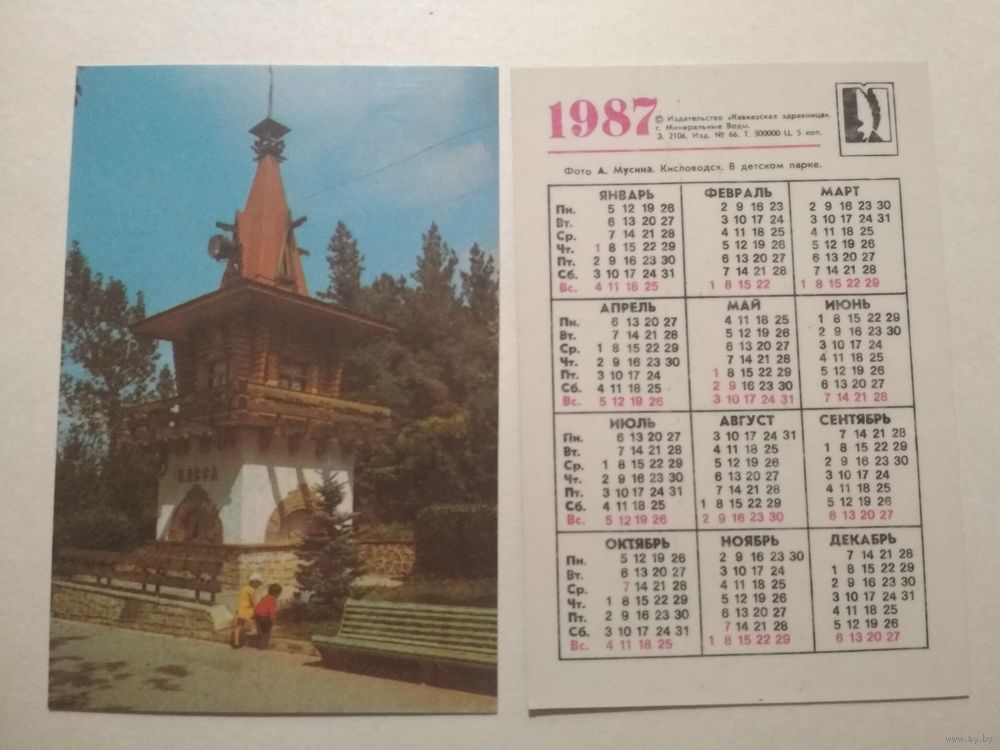 КАССА
1987
© Издательство «Кавказская здравница»,
г. Минеральные Воды.
З. 2106. Изд. № 66. Т. 500000 Ц. 5 коп.
Фото А. Мусина. Кисловодск. В детском парке.
ЯНВАРЬ ФЕВРАЛЬ МАРТ
Пн. 5 12 19 26 2 9 16 23 2 9 16 23 30
Вт. 6 13 20 27 3 10 17 24 3 10 17 24 31
Ср. 7 14 21 28 4 11 18 25 4 11 18 25
Чт. 1 8 15 22 29 5 12 19 26 5 12 19 26
Пт. 2 9 16 23 30 6 13 20 27 6 13 20 27
Сб. 3 10 17 24 31 7 14 21 28 7 14 21 28
Вс. 4 11 18 25 1 8 15 22 1 8 15 22 29
АПРЕЛЬ МАЙ ИЮНЬ
Пн. 6 13 20 27 4 11 18 25 1 8 15 22 29
Вт. 7 14 21 28 5 12 19 26 2 9 16 23 30
Ср. 1 8 15 22 29 6 13 20 27 3 10 17 24
Чт. 2 9 16 23 30 7 14 21 28 4 11 18 25
Пт. 3 10 17 24 1 8 15 22 29 5 12 19 26
Сб. 4 11 18 25 2 9 16 23 30 6 13 20 27
Вс. 5 12 19 26 3 10 17 24 31 7 14 21 28
ИЮЛЬ АВГУСТ СЕНТЯБРЬ
Пн. 6 13 20 27 3 10 17 24 31 7 14 21 28
Вт. 7 14 21 28 4 11 18 25 1 8 15 22 29
Ср. 1 8 15 22 29 5 12 19 26 2 9 16 23 30
Чт. 2 9 16 23 30 6 13 20 27 3 10 17 24
Пт. 3 10 17 24 31 7 14 21 28 4 11 18 25
Сб. 4 11 18 25 1 8 15 22 29 5 12 19 26
Вс. 5 12 19 26 2 9 16 23 30 6 13 20 27
ОКТЯБРЬ НОЯБРЬ ДЕКАБРЬ
Пн. 5 12 19 26 2 9 16 23 30 7 14 21 28
Вт. 6 13 20 27 3 10 17 24 1 8 15 22 29
Ср. 7 14 21 28 4 11 18 25 2 9 16 23 30
Чт. 1 8 15 22 29 5 12 19 26 3 10 17 24 31
Пт. 2 9 16 23 30 6 13 20 27 4 11 18 25
Сб. 3 10 17 24 31 7 14 21 28 5 12 19 26
Вс. 4 11 18 25 1 8 15 22 29 6 13 20 27
www.ay.by